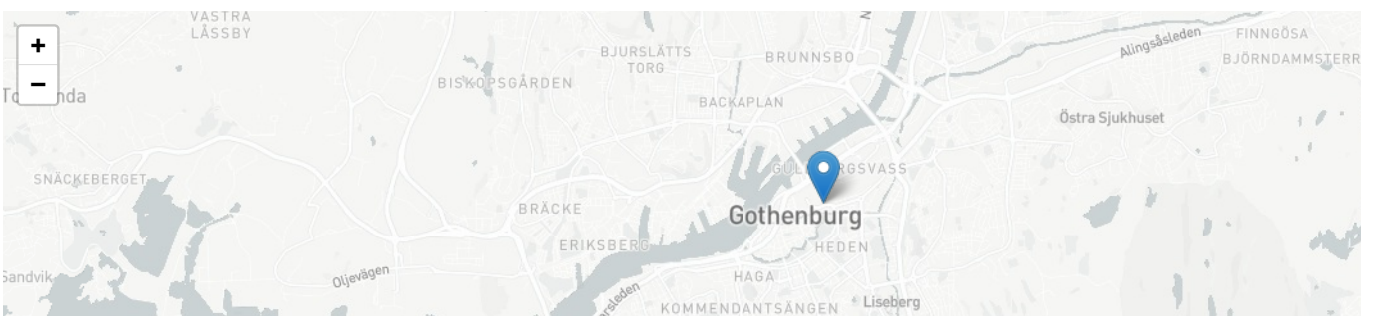 VÄSTRA
LÅSSBY
+
−
BJURSLÄTTS
TORG
BRUNNSBO
Alingsåsleden
FINNGÖSA
BJÖRNDAMMSTERR
BISKOPSGÅRDEN
BACKAPLAN
Östra Sjukhuset
SNÄCKEBERGET
BRÄCKE
Gothenburg
ERIKSBERG
HEDEN
Sandvik
Oljevägen
HAGA
KOMMENDANTSÄNGEN
Liseberg